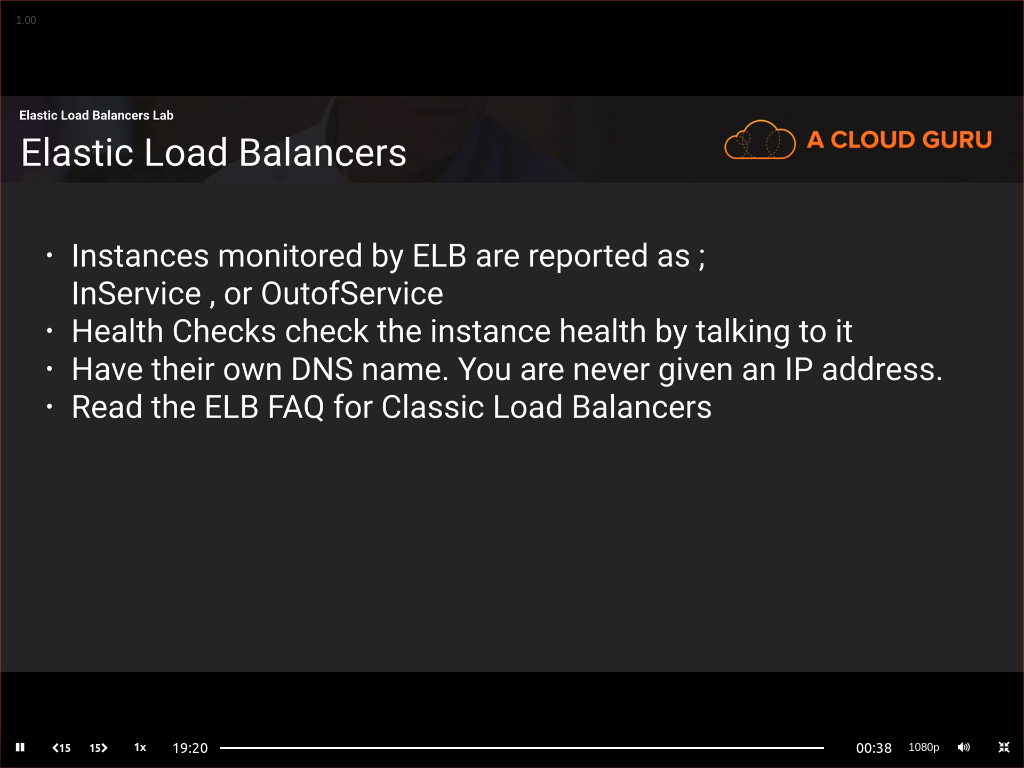 1.00
Elastic Load Balancers Lab
Elastic Load Balancers
A CLOUD GURU
• Instances monitored by ELB are reported as ;
InService , or OutofService
• Health Checks check the instance health by talking to it
• Have their own DNS name. You are never given an IP address.
• Read the ELB FAQ for Classic Load Balancers
15 15 1x 19:20 00:38 1080p